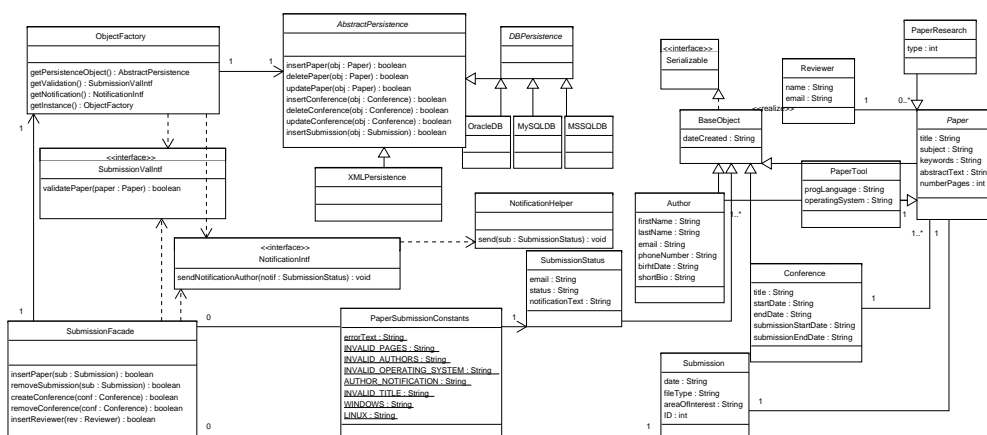 ObjectFactory
getPersistenceObject() : AbstractPersistence
getValidation() : SubmissionValIntf
getNotification() : NotificationIntf
getInstance() : ObjectFactory
1
1
1
AbstractPersistence
insertPaper(obj : Paper) : boolean
deletePaper(obj : Paper) : boolean
updatePaper(obj : Paper) : boolean
insertConference(obj : Conference) : boolean
deleteConference(obj : Conference) : boolean
updateConference(obj : Conference) : boolean
insertSubmission(obj : Submission) : boolean
DBPersistence
OracleDB
MySQLDB
MSSQLDB
XMLPersistence
<<interface>>
SubmissionValIntf
validatePaper(paper : Paper) : boolean
<<interface>>
NotificationIntf
sendNotificationAuthor(notif : SubmissionStatus) : void
NotificationHelper
send(sub : SubmissionStatus) : void
SubmissionStatus
email : String
status : String
notificationText : String
1
SubmissionFacade
insertPaper(sub : Submission) : boolean
removeSubmission(sub : Submission) : boolean
createConference(conf : Conference) : boolean
removeConference(conf : Conference) : boolean
insertReviewer(rev : Reviewer) : boolean
0
1
0
PaperSubmissionConstants
errorText : String
INVALID_PAGES : String
INVALID_AUTHORS : String
INVALID_OPERATING_SYSTEM : String
AUTHOR_NOTIFICATION : String
INVALID_TITLE : String
WINDOWS : String
LINUX : String
<<interface>>
Serializable
<<realize>>
BaseObject
dateCreated : String
Reviewer
name : String
email : String
1
0..*
PaperResearch
type : int
Paper
title : String
subject : String
keywords : String
abstractText : String
numberPages : int
PaperTool
progLanguage : String
operatingSystem : String
1
1..*
1
1..*
Author
firstName : String
lastName : String
email : String
phoneNumber : String
birhtDate : String
shortBio : String
Conference
title : String
startDate : String
endDate : String
submissionStartDate : String
submissionEndDate : String
1
Submission
date : String
fileType : String
areaOfInterest : String
ID : int
1
1